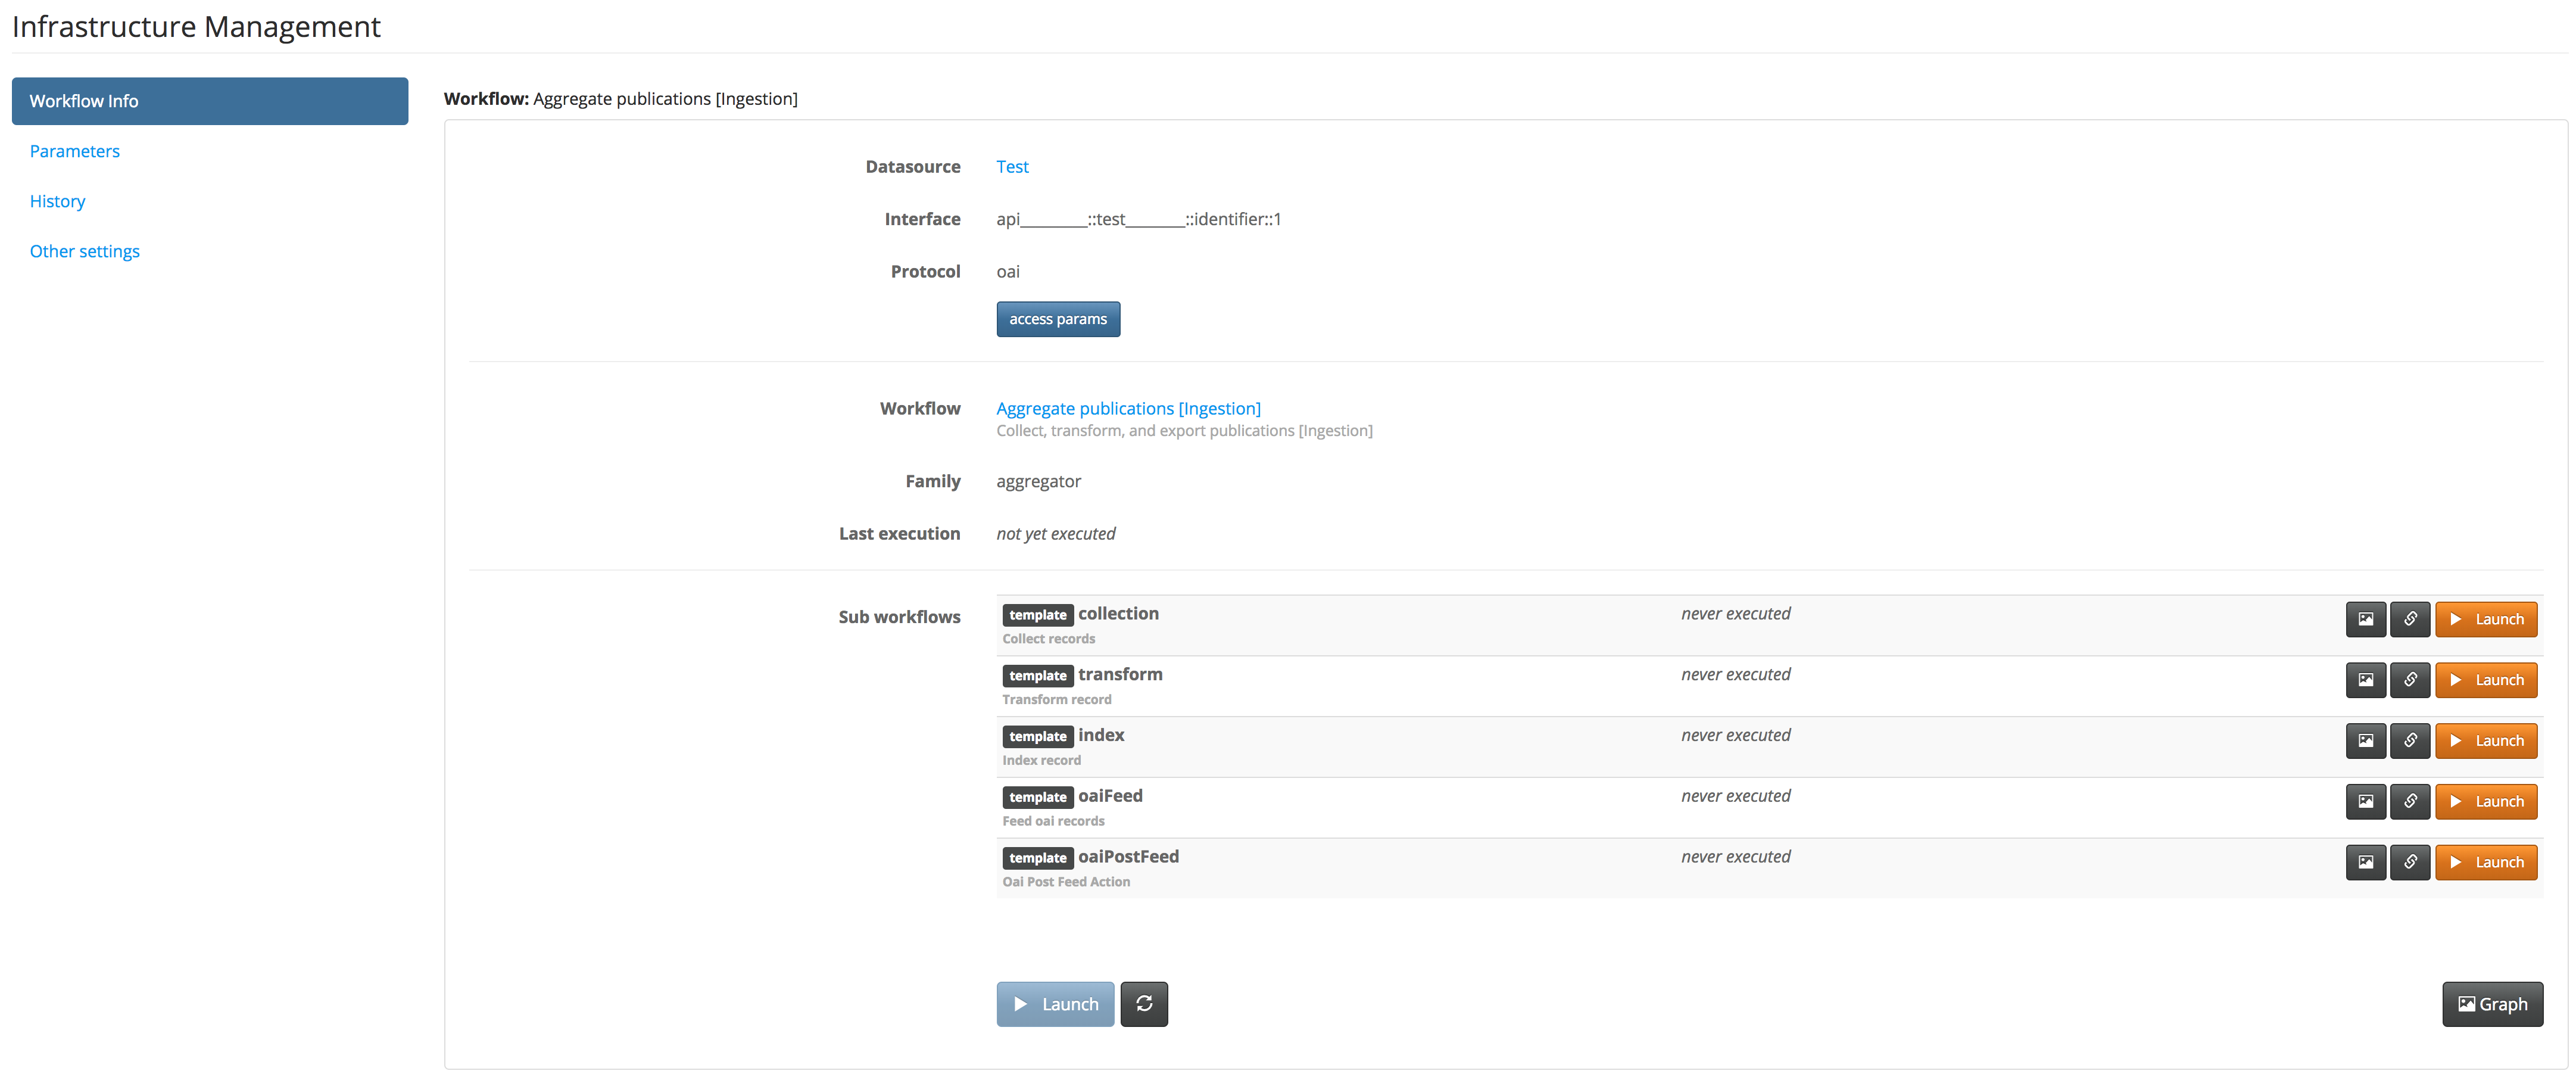 Infrastructure Management
Workflow Info
Parameters
History
Other settings
Workflow: Aggregate publications [Ingestion]
Datasource Test
Interface api_________::test________::identifier::1
Protocol oai
access params
Workflow Aggregate publications [Ingestion]
Collect, transform, and export publications [Ingestion]
Family aggregator
Last execution not yet executed
Sub workflows
template collection never executed Launch
Collect records
template transform never executed Launch
Transform record
template index never executed Launch
Index record
template oaiFeed never executed Launch
Feed oai records
template oaiPostFeed never executed Launch
Oai Post Feed Action
Launch Graph